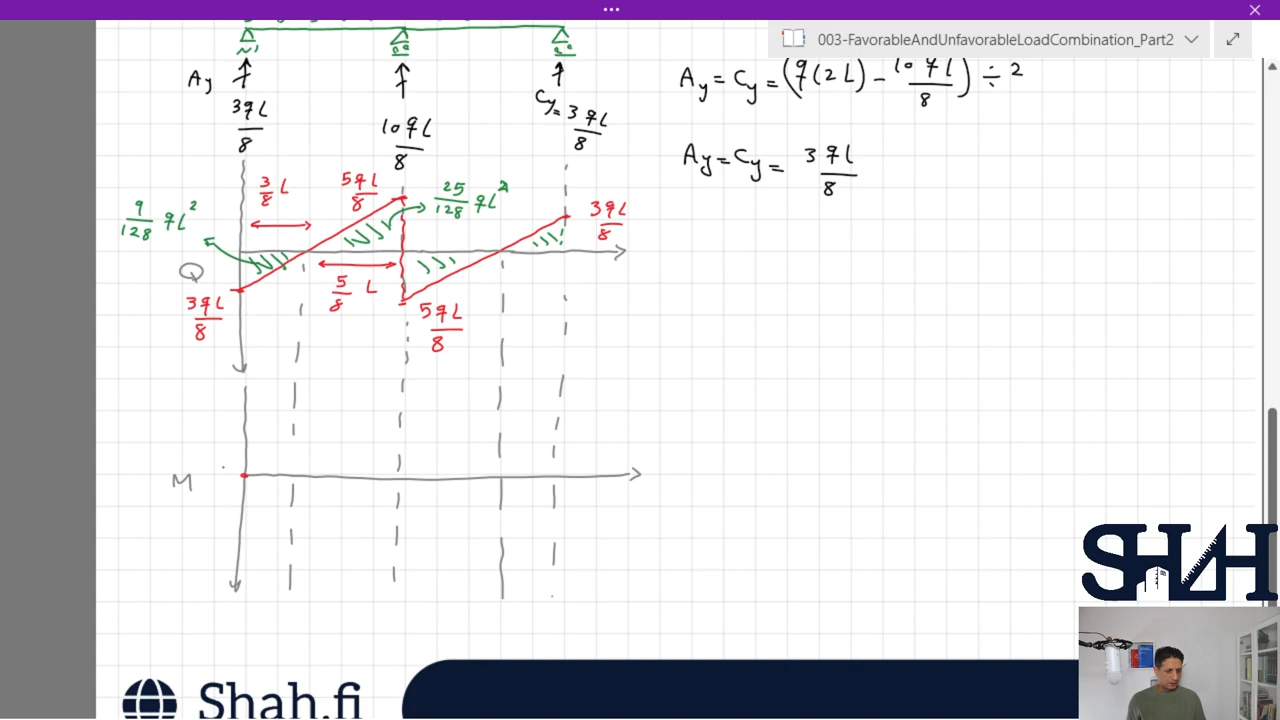 003-FavorableAndUnfavorableLoadCombination_Part2
Ay = Cy = (q(2L) - 10qL/8) ÷ 2
Ay
3qL/8
10qL/8
Cy = 3qL/8
Ay = Cy = 3qL/8
3/8 L
5qL/8
25/128 qL²
9/128 qL²
3qL/8
Q
3qL/8
5/8 L
5qL/8
M
SHAH
Shah.fi